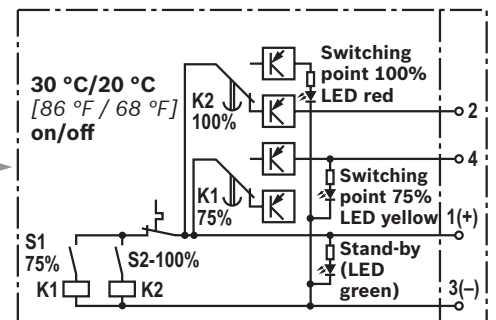 30 °C/20 °C
[86 °F / 68 °F]
on/off
K2
100%
Switching
point 100%
LED red
2
4
K1
75%
Switching
point 75%
LED yellow
1(+)
S1
75%
K1
S2-100%
K2
Stand-by
(LED
green)
3(–)